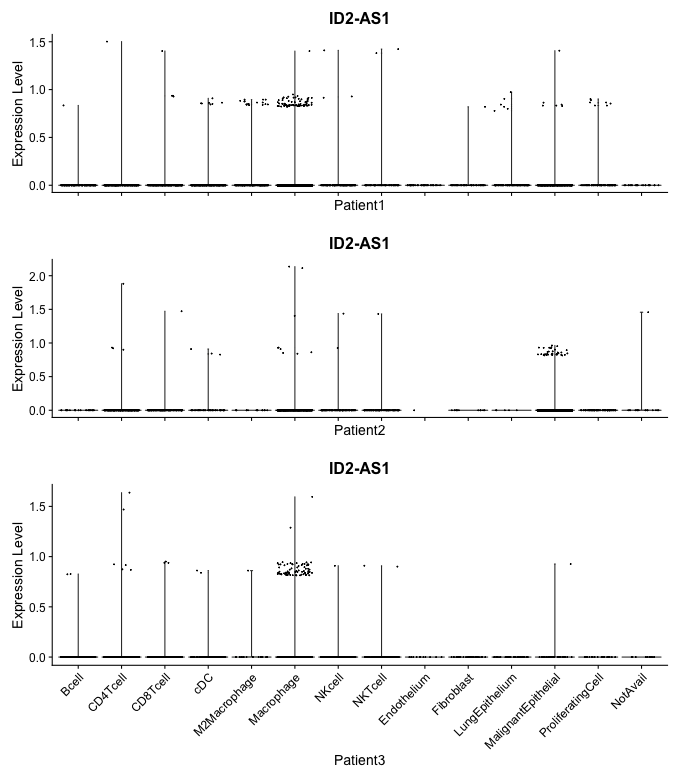 ID2-AS1
Expression Level
1.5
1.0
0.5
0.0
Patient1
ID2-AS1
Expression Level
2.0
1.5
1.0
0.5
0.0
Patient2
ID2-AS1
Expression Level
1.5
1.0
0.5
0.0
Bcell
CD4Tcell
CD8Tcell
cDC
M2Macrophage
Macrophage
NKcell
NKTcell
Endothelium
Fibroblast
LungEpithelium
MalignantEpithelial
ProliferatingCell
NotAvail
Patient3